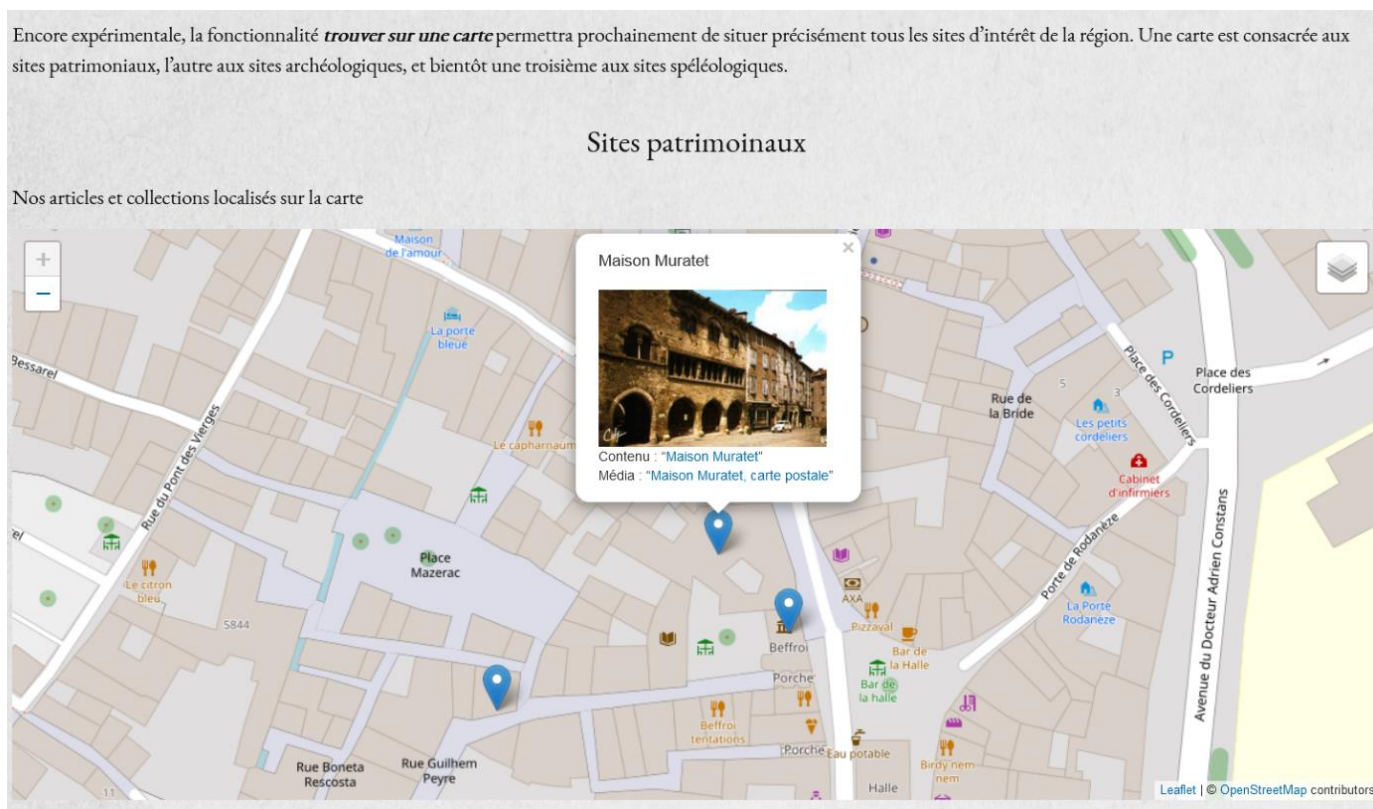 Encore expérimentale, la fonctionnalité trouver sur une carte permettra prochainement de situer précisément tous les sites d’intérêt de la région. Une carte est consacrée aux
sites patrimoniaux, l’autre aux sites archéologiques, et bientôt une troisième aux sites spéléologiques.
Sites patrimoinaux
Nos articles et collections localisés sur la carte
+
−
Maison
de l'amour
La porte
bleue
Bessarel
Rue du Pont des Vierges
Le capharnaüm
Maison Muratet
×
Contenu : “Maison Muratet”
Média : “Maison Muratet, carte postale”
Place des Cordeliers
P
Place des
Cordeliers
5
3
Rue de
la Bride
Les petits
cordeliers
Cabinet
d'infirmiers
Porte de Rodanèze
La Porte
Rodanèze
Avenue du Docteur Adrien Constans
Place
Mazerac
Le citron
bleu
5844
AXA
Pizzaval
Bar de
la Halle
Bar de
la halle
Beffroi
Porche
Beffroi
tentations
Porche
Eau potable
Birdy nem
nem
Halle
Rue Boneta
Rescosta
Rue Guilhem
Peyre
11
Leaflet | © OpenStreetMap contributors